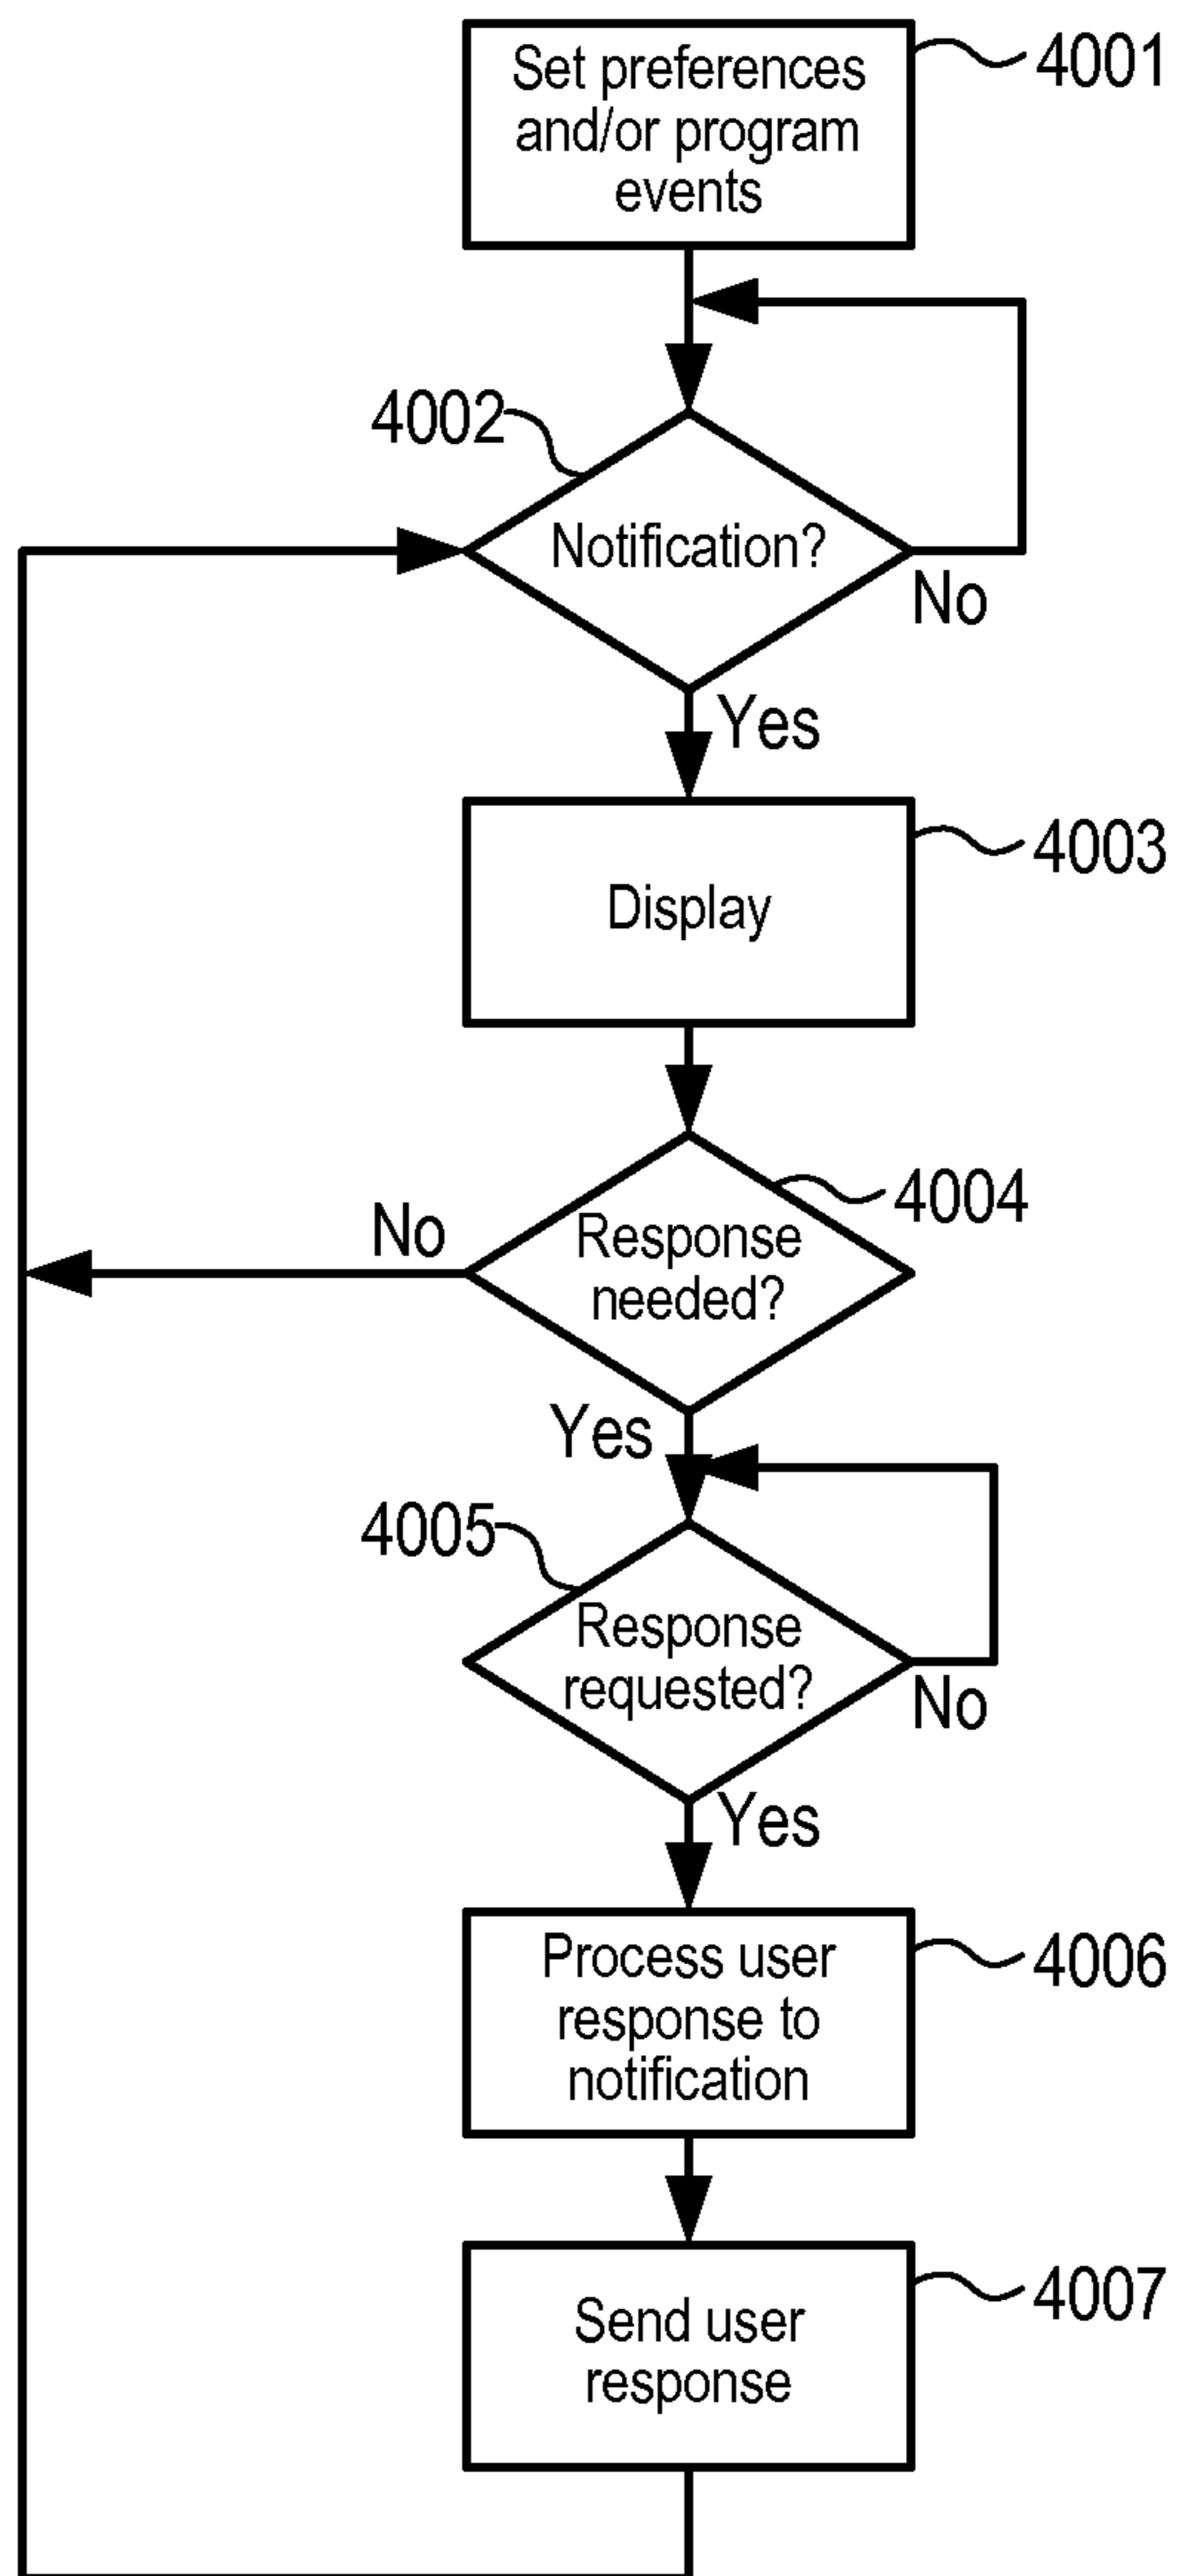 Set preferences
and/or program
events
4001
4002
Notification?
No
Yes
Display
4003
No
Response
needed?
4004
Yes
4005
Response
requested?
No
Yes
Process user
response to
notification
4006
Send user
response
4007